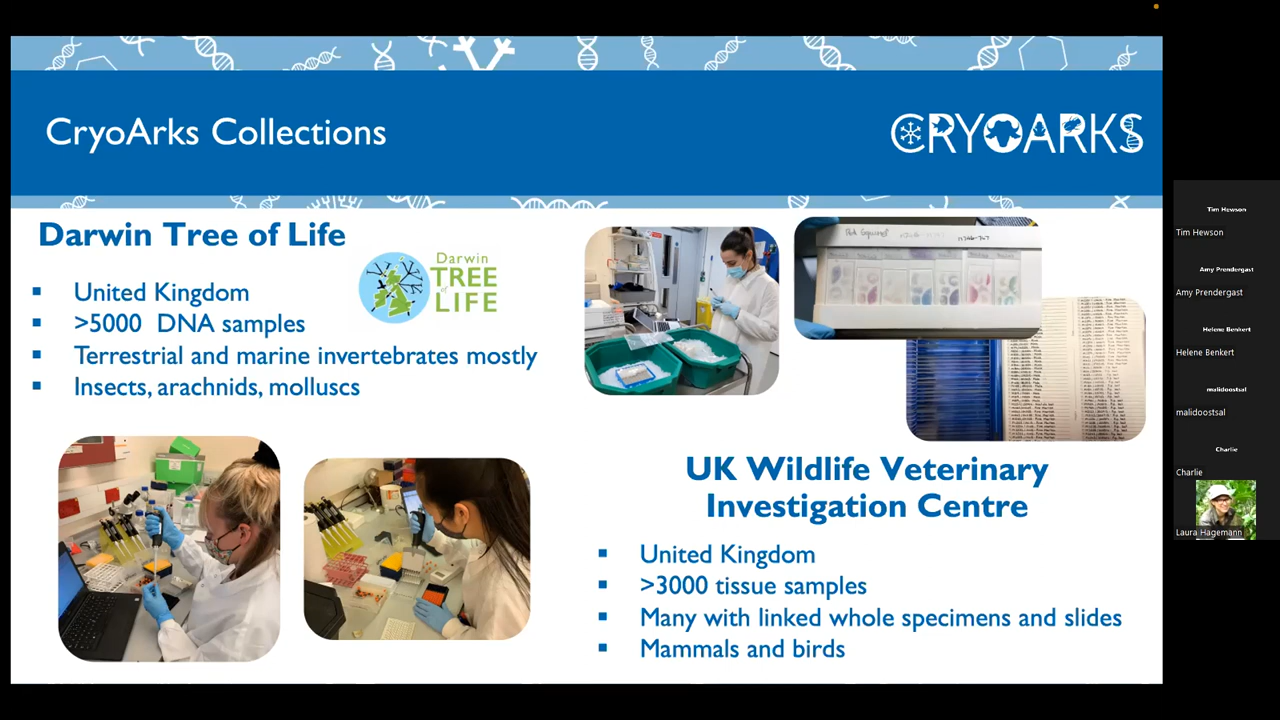 CryoArks Collections
CRYOARKS
Darwin Tree of Life
Darwin
TREE
of
LIFE
▪ United Kingdom
▪ >5000 DNA samples
▪ Terrestrial and marine invertebrates mostly
▪ Insects, arachnids, molluscs
UK Wildlife Veterinary
Investigation Centre
▪ United Kingdom
▪ >3000 tissue samples
▪ Many with linked whole specimens and slides
▪ Mammals and birds
Tim Hewson
Tim Hewson
Amy Prendergast
Amy Prendergast
Helene Benkert
Helene Benkert
malidoostsal
malidoostsal
Charlie
Charlie
Laura Hagemann